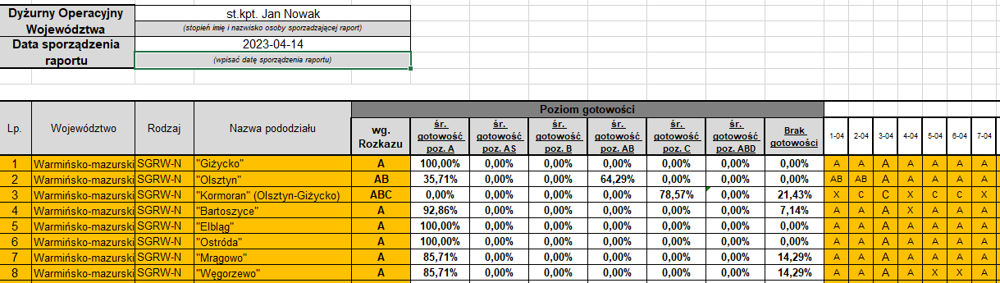 Dyżurny Operacyjny Województwa st.kpt. Jan Nowak
(stopień imię i nazwisko osoby sporzadzającej raport)
Data sporządzenia raportu 2023-04-14
(wpisać datę sporządzenia raportu)
Poziom gotowości
Lp. Województwo Rodzaj Nazwa pododziału wg. Rozkazu śr. gotowość poz. A śr. gotowość poz. AS śr. gotowość poz. B śr. gotowość poz. AB śr. gotowość poz. C śr. gotowość poz. ABD Brak gotowości 1-04 2-04 3-04 4-04 5-04 6-04 7-04
1 Warmińsko-mazurski SGRW-N "Giżycko" A 100,00% 0,00% 0,00% 0,00% 0,00% 0,00% 0,00% A A A A A A A
2 Warmińsko-mazurski SGRW-N "Olsztyn" AB 35,71% 0,00% 0,00% 64,29% 0,00% 0,00% 0,00% AB AB A A A A A
3 Warmińsko-mazurski SGRW-N "Kormoran" (Olsztyn-Giżycko) ABC 0,00% 0,00% 0,00% 0,00% 78,57% 0,00% 21,43% X C C X C C X
4 Warmińsko-mazurski SGRW-N "Bartoszyce" A 92,86% 0,00% 0,00% 0,00% 0,00% 0,00% 7,14% A A A X A A A
5 Warmińsko-mazurski SGRW-N "Elbląg" A 100,00% 0,00% 0,00% 0,00% 0,00% 0,00% 0,00% A A A A A A A
6 Warmińsko-mazurski SGRW-N "Ostróda" A 100,00% 0,00% 0,00% 0,00% 0,00% 0,00% 0,00% A A A A A A A
7 Warmińsko-mazurski SGRW-N "Mrągowo" A 85,71% 0,00% 0,00% 0,00% 0,00% 0,00% 14,29% A A A A A A A
8 Warmińsko-mazurski SGRW-N "Węgorzewo" A 85,71% 0,00% 0,00% 0,00% 0,00% 0,00% 14,29% A A A A X X A